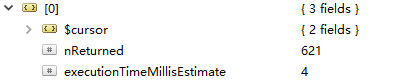 [0] { 3 fields }
$cursor { 2 fields }
nReturned 621
executionTimeMillisEstimate 4